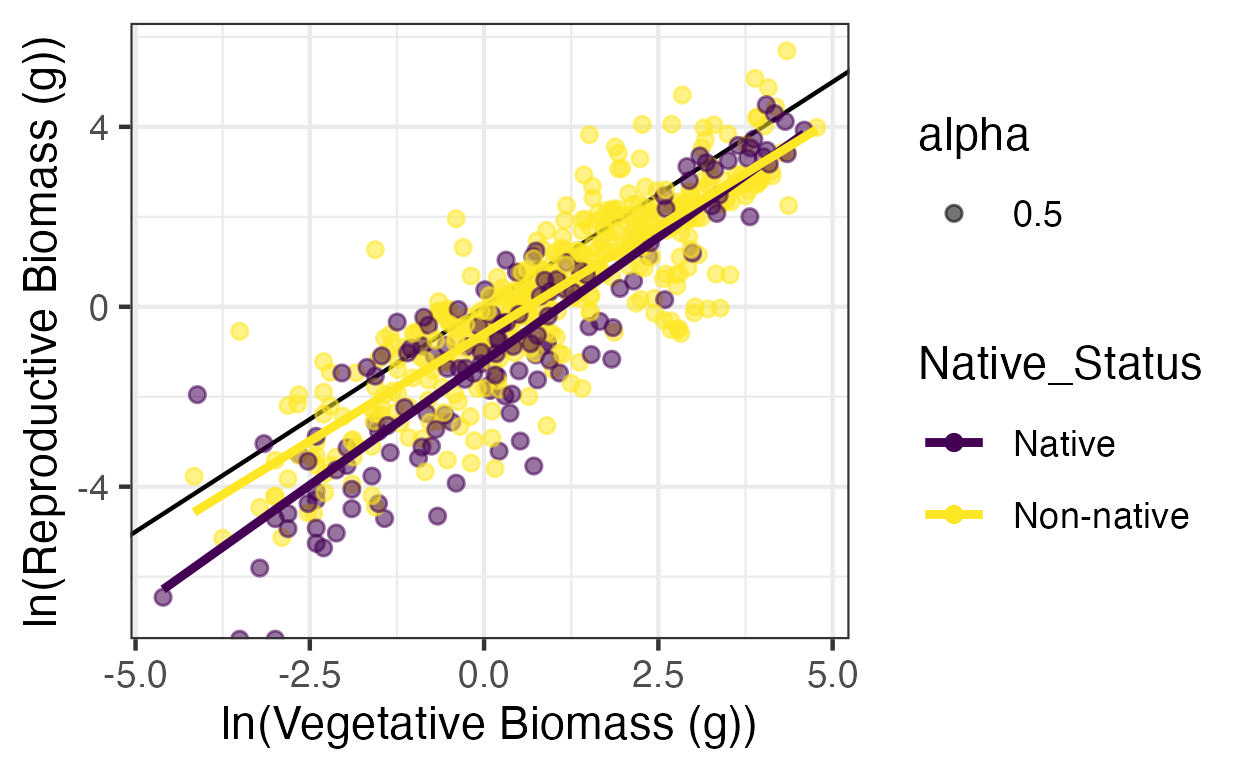 ln(Reproductive Biomass (g))
4
0
-4
-5.0
-2.5
0.0
2.5
5.0
ln(Vegetative Biomass (g))
alpha
0.5
Native_Status
Native
Non-native